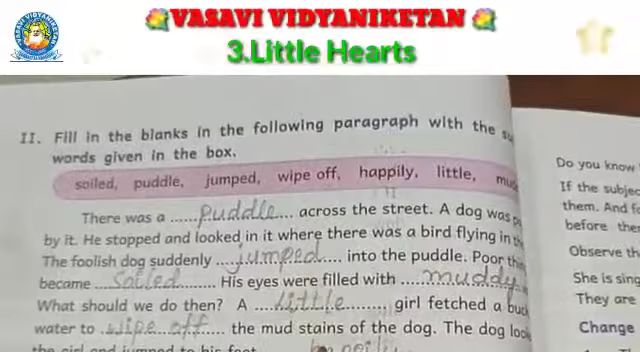 VASAVI VIDYANIKETAN
3.Little Hearts
II. Fill in the blanks in the following paragraph with the
words given in the box.
soiled, puddle, jumped, wipe off, happily, little,
There was a puddle across the street. A dog was
by it. He stopped and looked in it where there was a bird flying in
The foolish dog suddenly jumped into the puddle. Poor
became soiled His eyes were filled with muddy
What should we do then? A little girl fetched a
water to wipe off the mud stains of the dog. The dog
Do you know
If the
them. And
before
Observe
She is
They are
Change